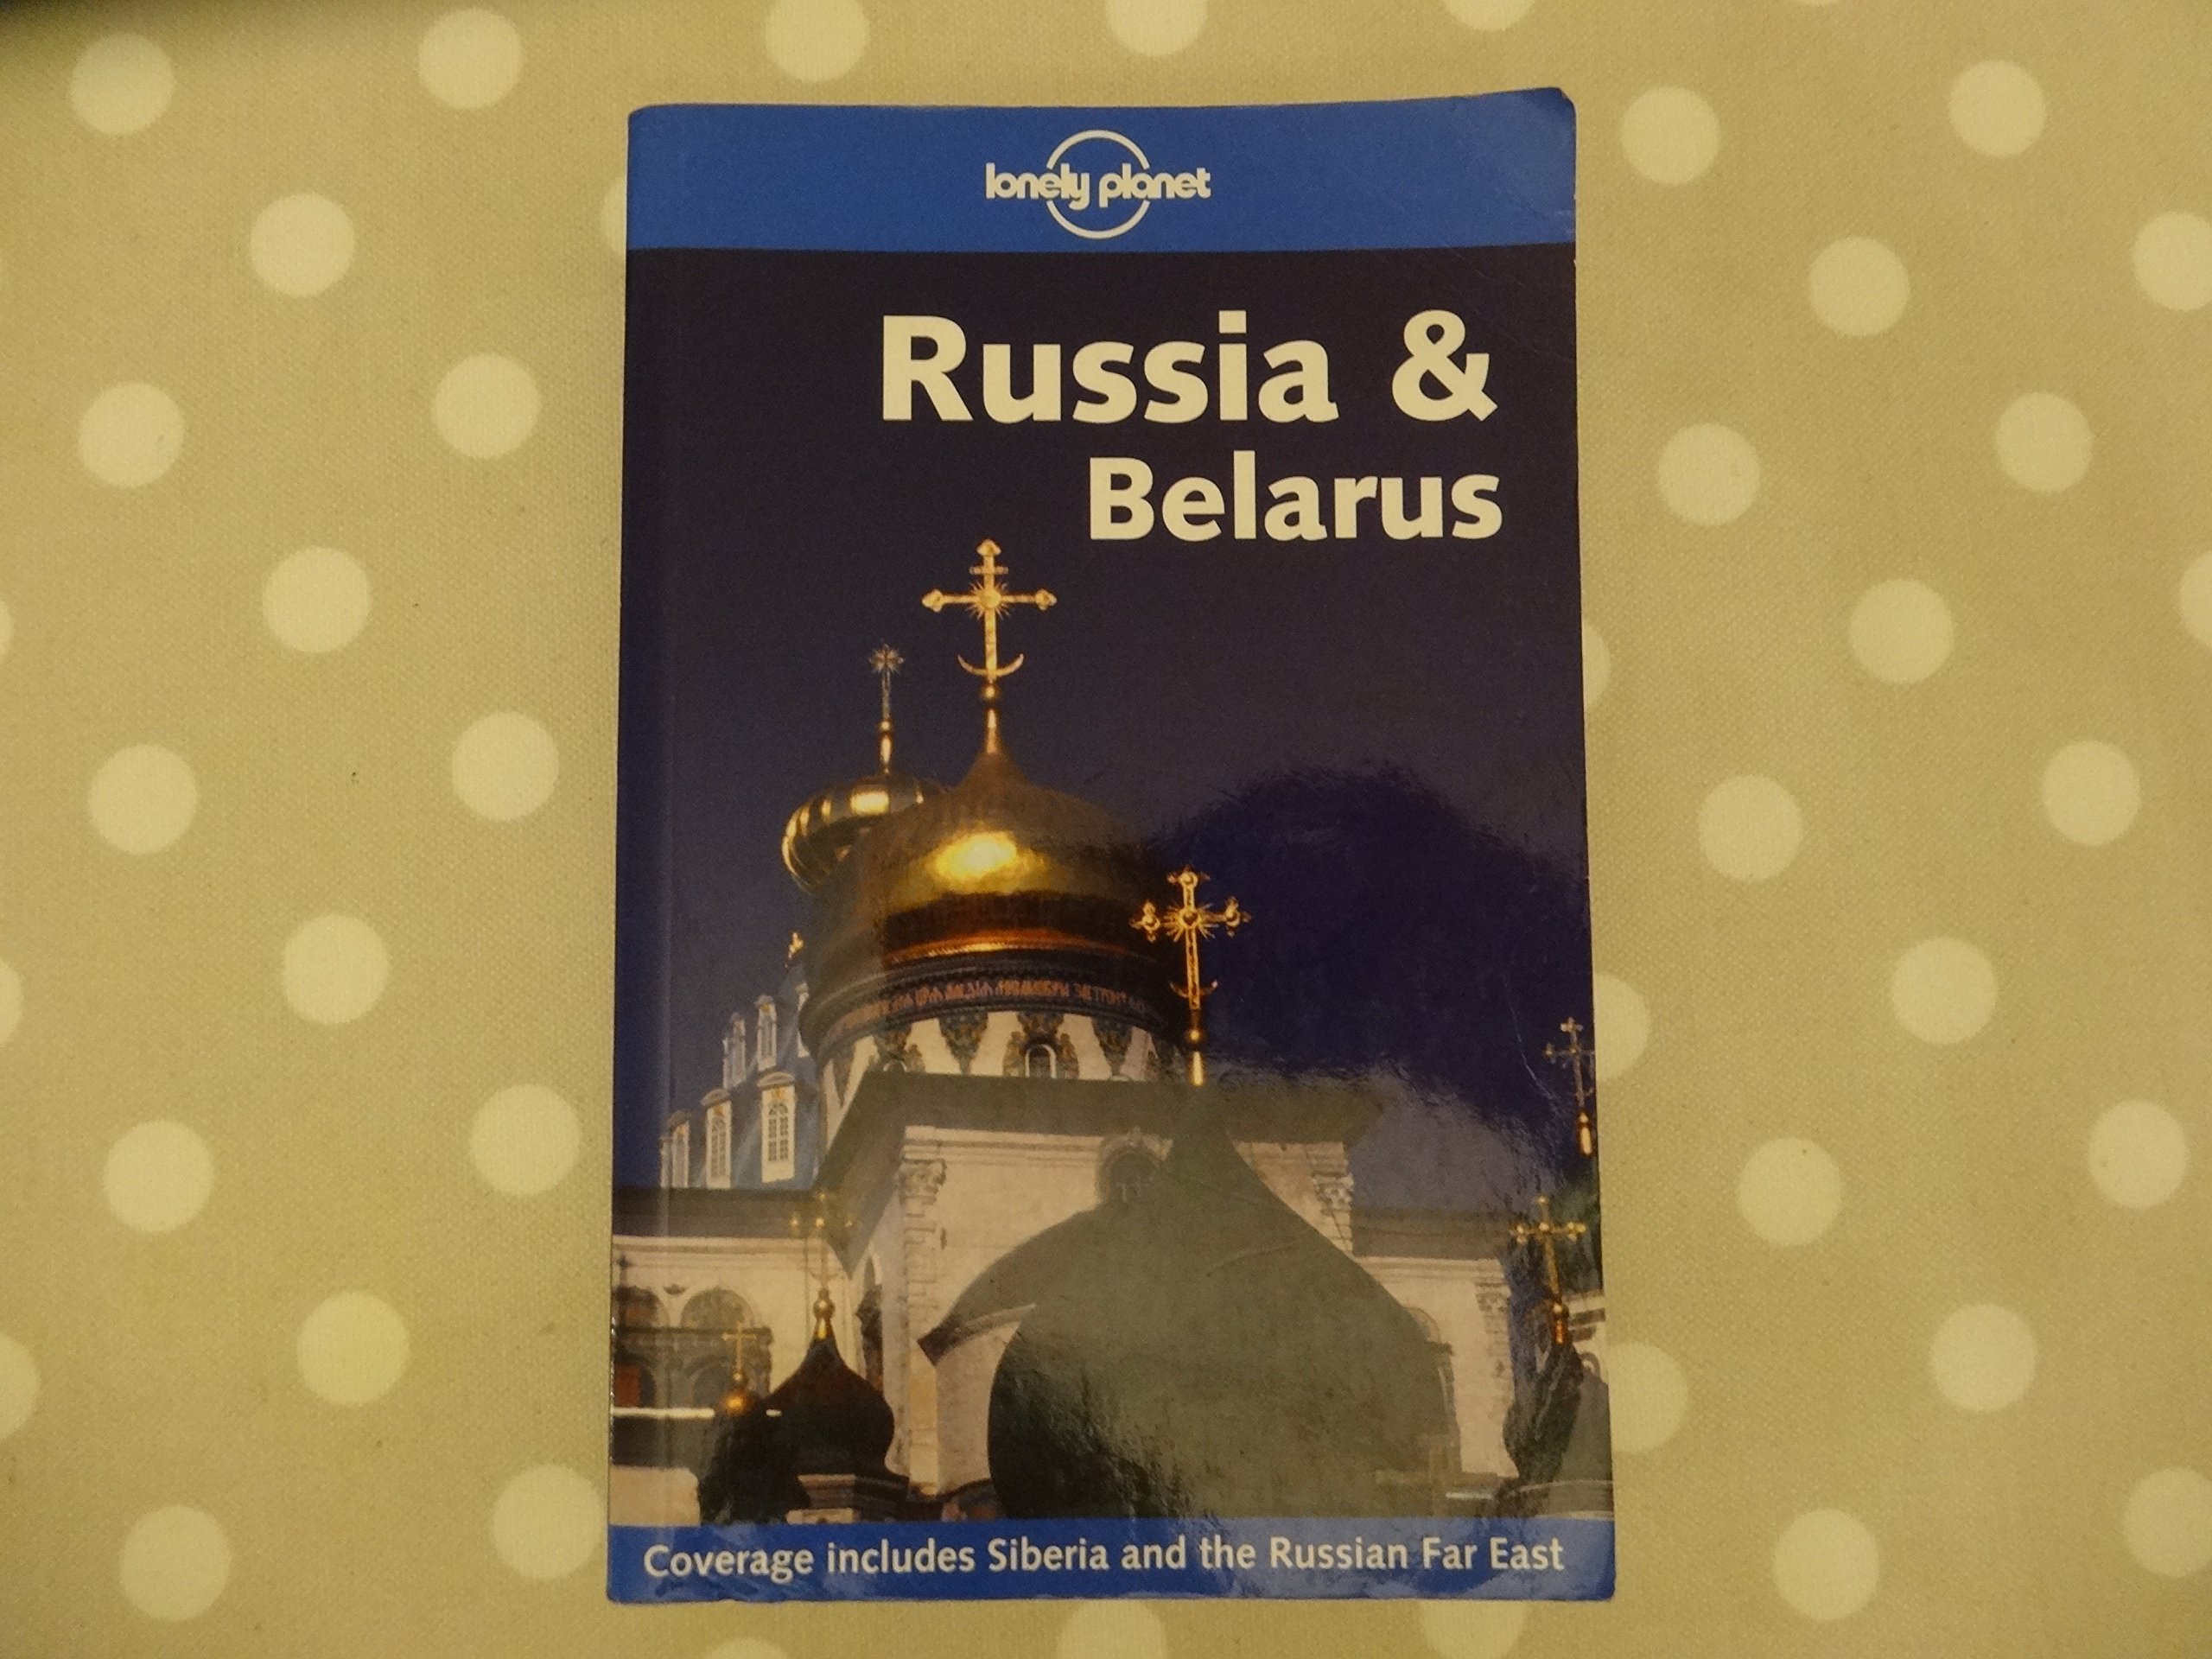 lonely planet
Russia &
Belarus
Coverage includes Siberia and the Russian Far East